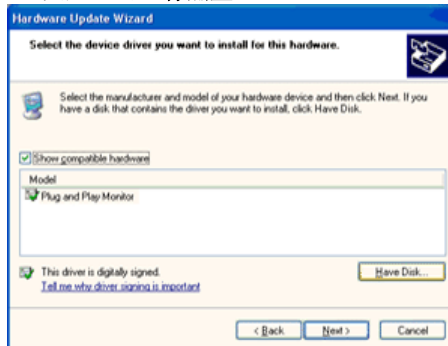 Hardware Update Wizard
Select the device driver you want to install for this hardware.
Select the manufacturer and model of your hardware device and then click Next. If you
have a disk that contains the driver you want to install, click Have Disk.
Show compatible hardware
Model
Plug and Play Monitor
This driver is digitally signed.
Tell me why driver signing is important
Have Disk...
< Back
Next >
Cancel